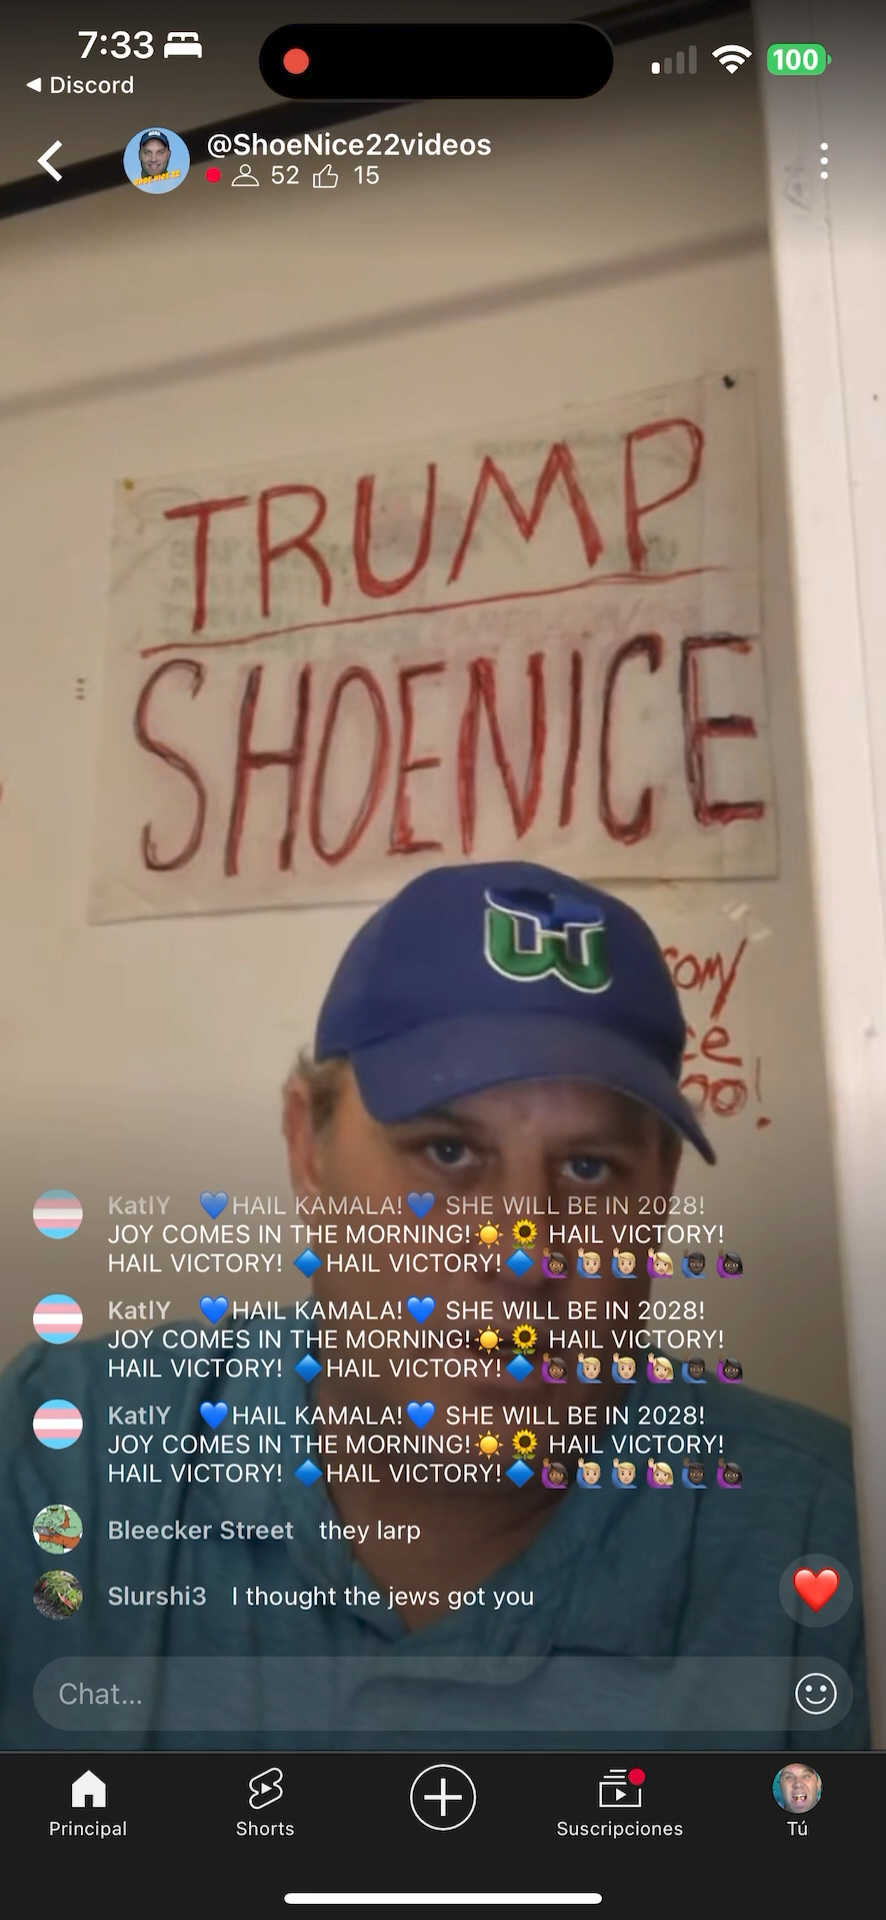 7:33
100
Discord
@ShoeNice22videos
52 15
TRUMP
SHOENICE
KatlY 💙HAIL KAMALA!💙 SHE WILL BE IN 2028!
JOY COMES IN THE MORNING!☀️🌻 HAIL VICTORY!
HAIL VICTORY! 🔷HAIL VICTORY!🔷🙋🏾‍♀️🙋🏼‍♂️🙋🏼‍♂️🙋🏼‍♀️🙋🏿‍♂️🙋🏿‍♀️
KatlY 💙HAIL KAMALA!💙 SHE WILL BE IN 2028!
JOY COMES IN THE MORNING!☀️🌻 HAIL VICTORY!
HAIL VICTORY! 🔷HAIL VICTORY!🔷🙋🏾‍♀️🙋🏼‍♂️🙋🏼‍♂️🙋🏼‍♀️🙋🏿‍♂️🙋🏿‍♀️
KatlY 💙HAIL KAMALA!💙 SHE WILL BE IN 2028!
JOY COMES IN THE MORNING!☀️🌻 HAIL VICTORY!
HAIL VICTORY! 🔷HAIL VICTORY!🔷🙋🏾‍♀️🙋🏼‍♂️🙋🏼‍♂️🙋🏼‍♀️🙋🏿‍♂️🙋🏿‍♀️
Bleecker Street they larp
Slurshi3 I thought the jews got you
Chat...
Principal
Shorts
Suscripciones
Tú